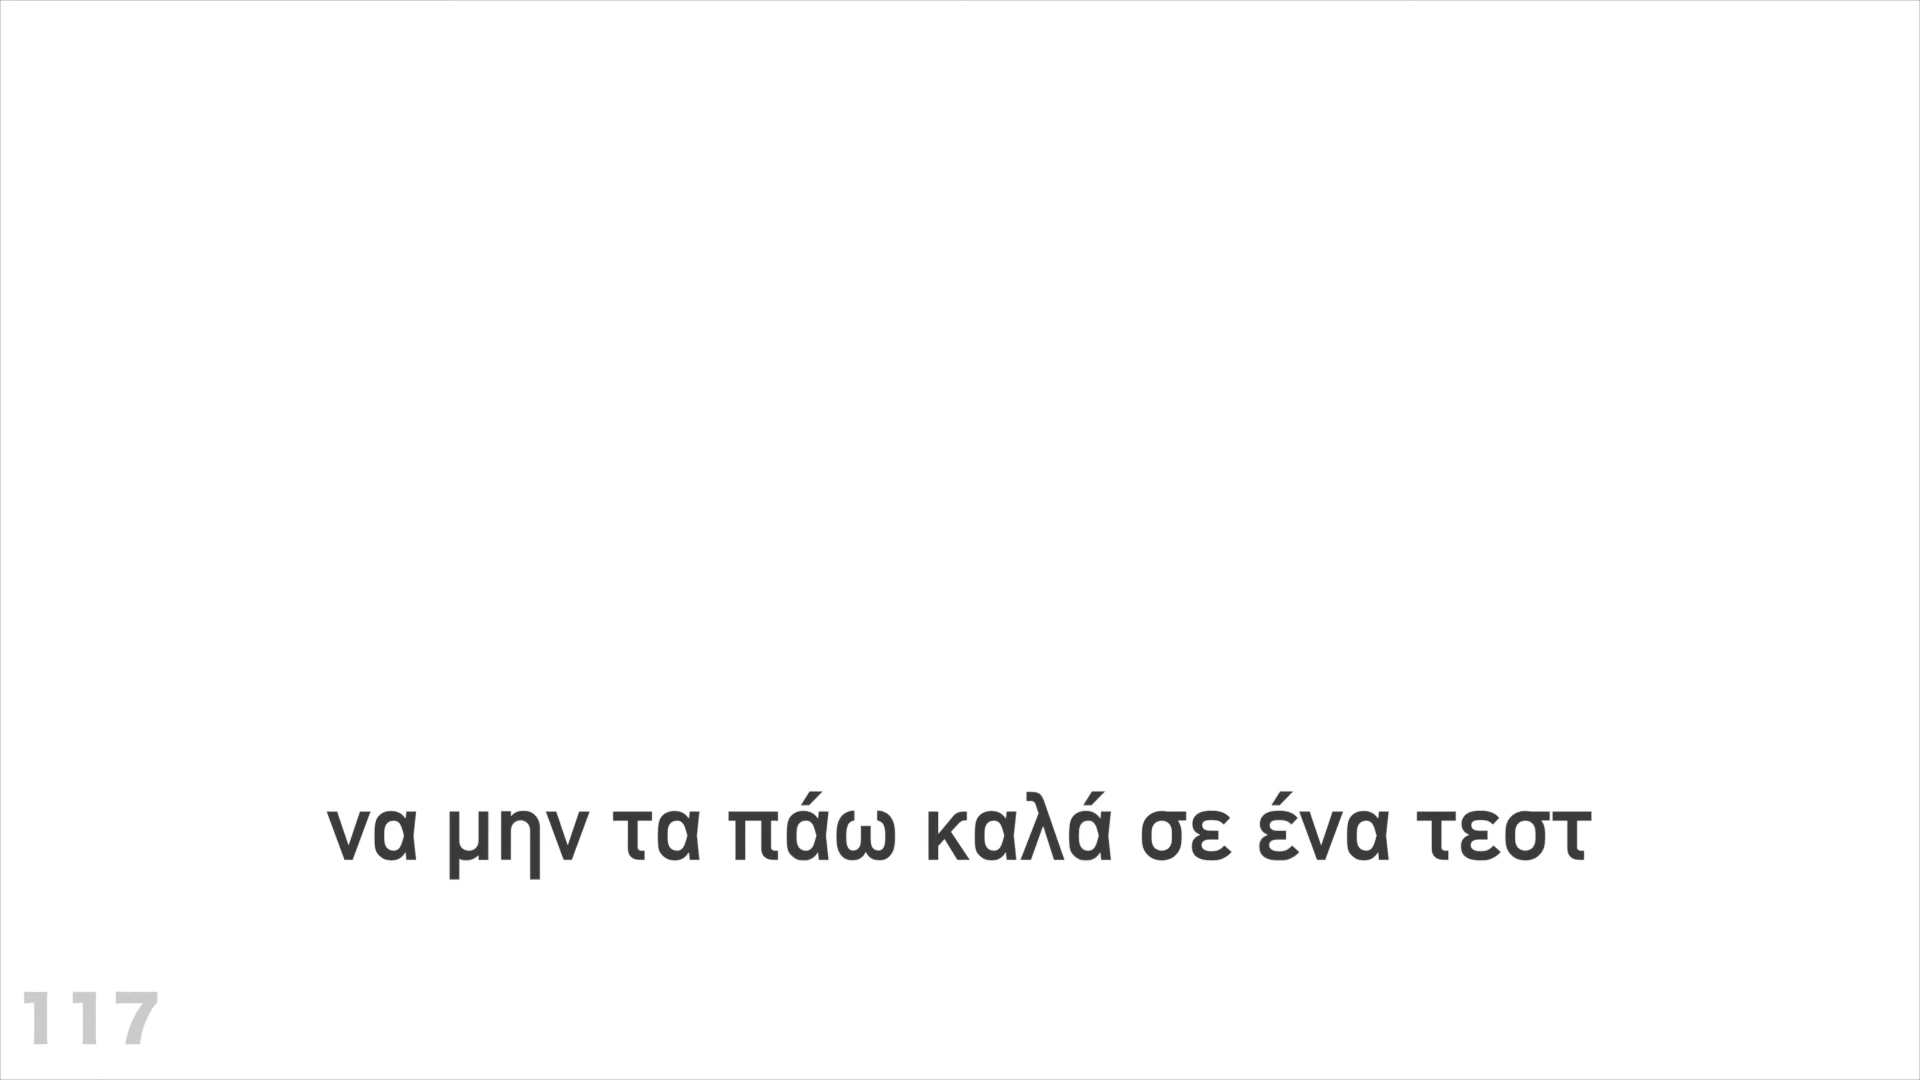 να μην τα πάω καλά σε ένα τεστ
117